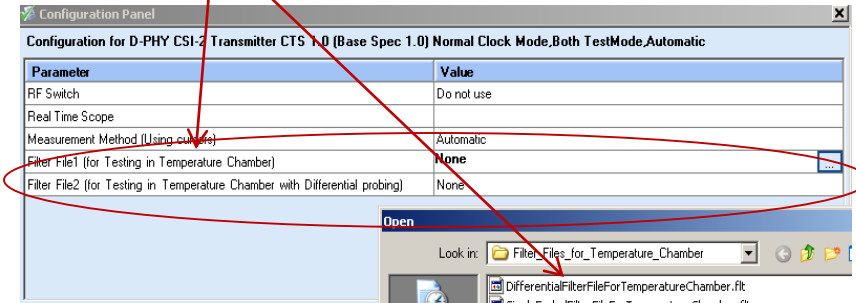 Configuration Panel
Configuration for D-PHY CSI-2 Transmitter CTS 1.0 (Base Spec 1.0) Normal Clock Mode,Both TestMode,Automatic
Parameter Value
RF Switch Do not use
Real Time Scope
Measurement Method (Using cursors) Automatic
Filter File1 (for Testing in Temperature Chamber) None ...
Filter File2 (for Testing in Temperature Chamber with Differential probing) None
Open
Look in: Filter_Files_for_Temperature_Chamber
DifferentialFilterFileForTemperatureChamber.flt